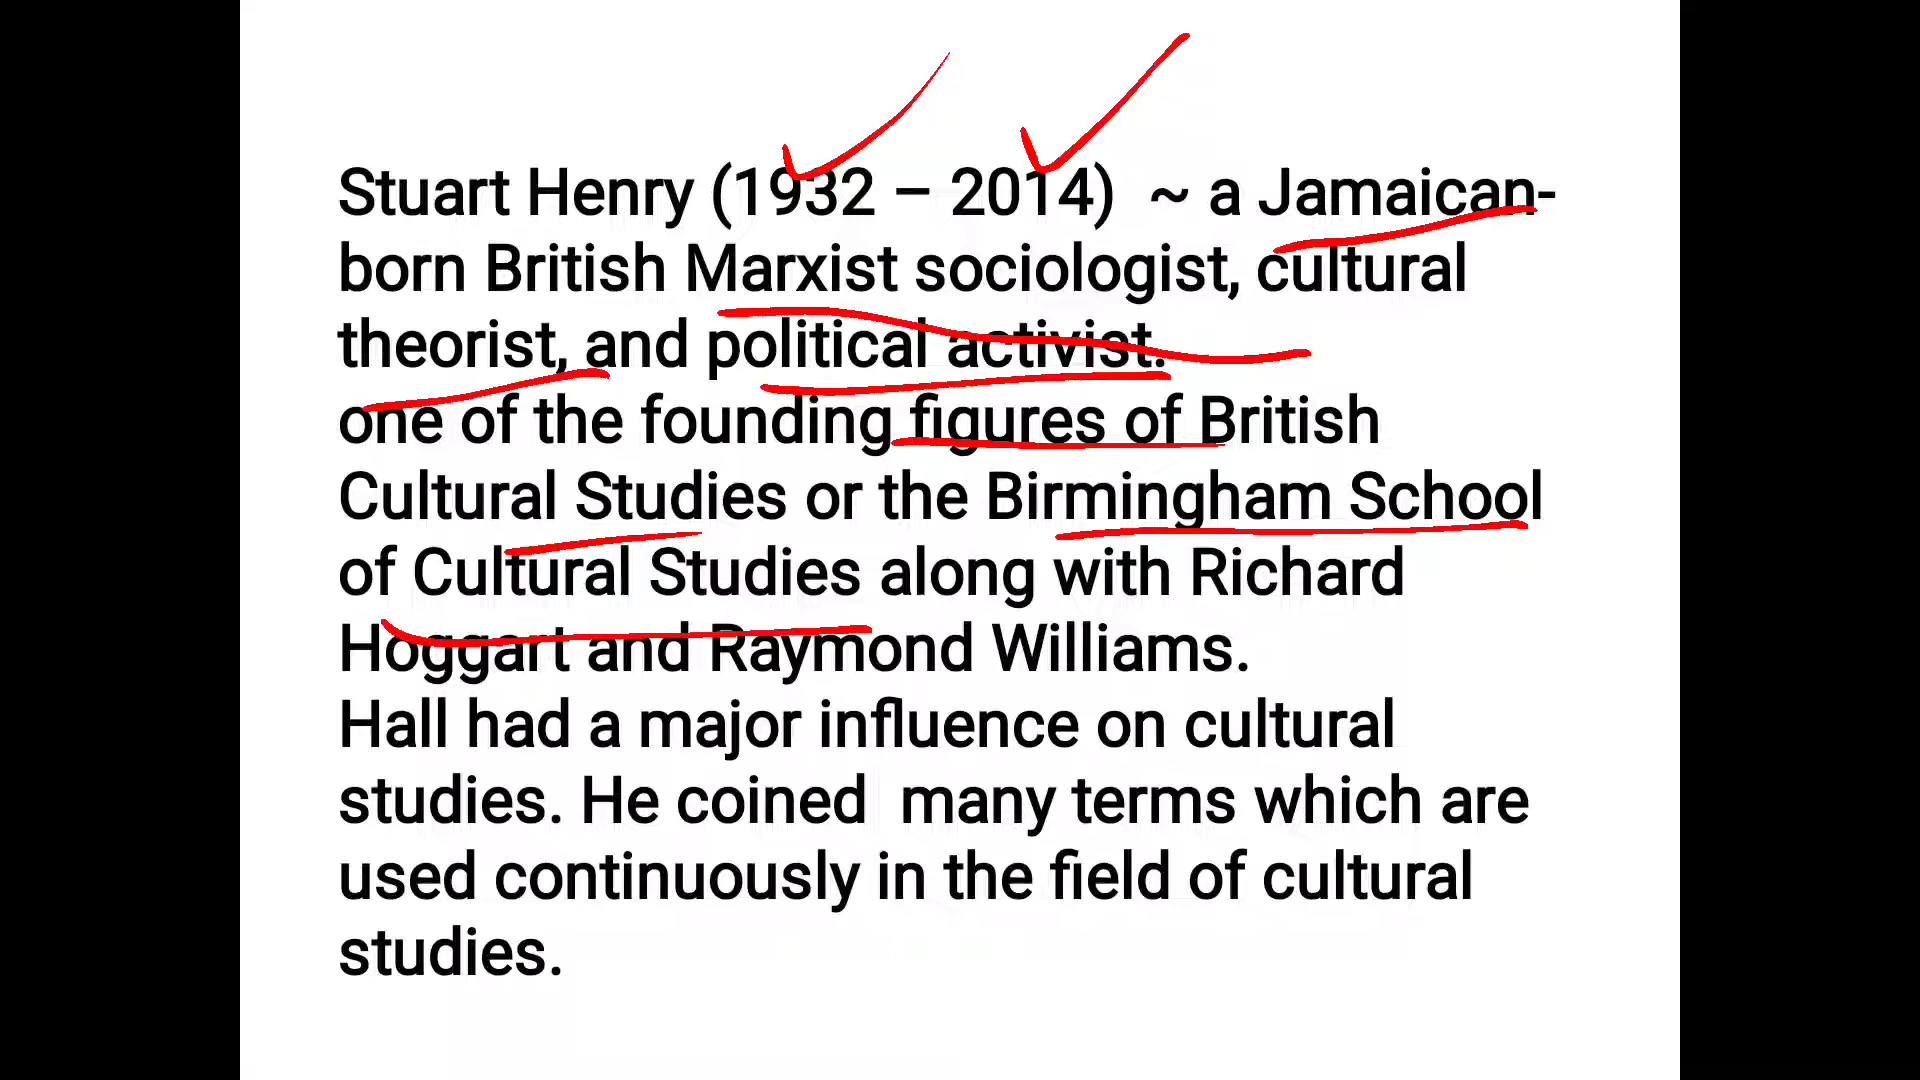 Stuart Henry (1932 – 2014) ~ a Jamaican-
born British Marxist sociologist, cultural
theorist, and political activist.
one of the founding figures of British
Cultural Studies or the Birmingham School
of Cultural Studies along with Richard
Hoggart and Raymond Williams.
Hall had a major influence on cultural
studies. He coined many terms which are
used continuously in the field of cultural
studies.